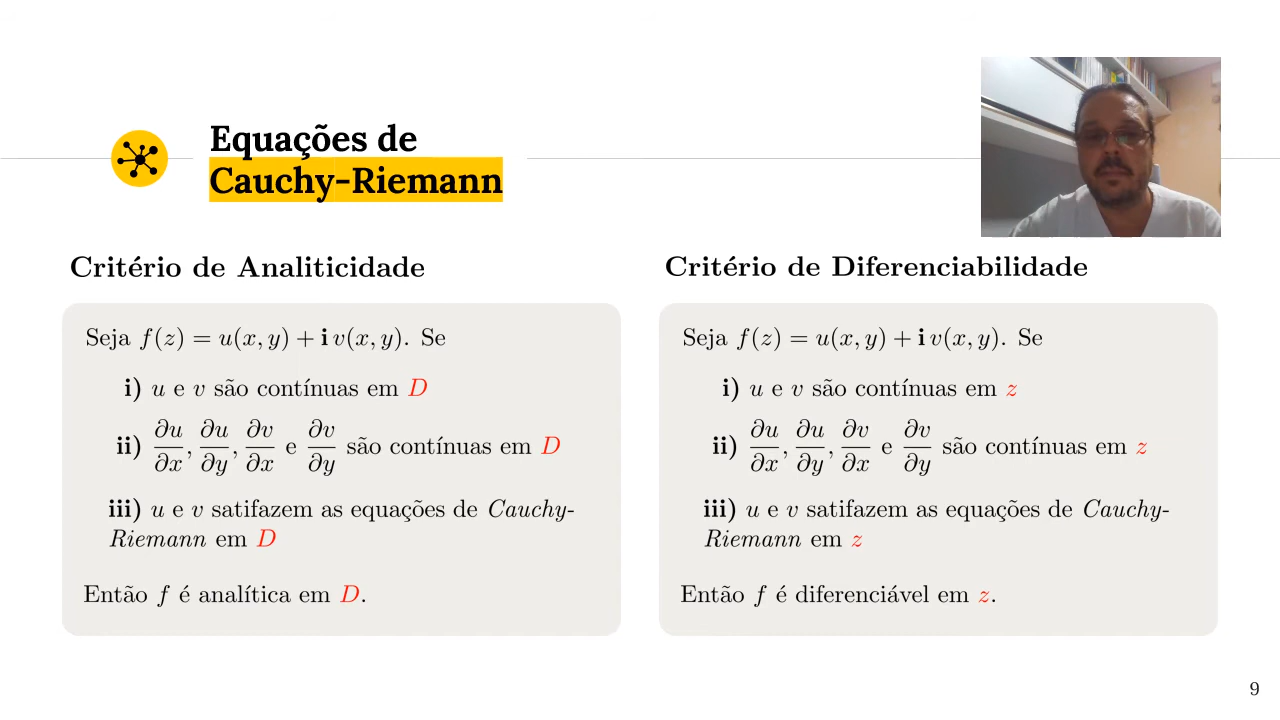 Equações de
Cauchy-Riemann
Critério de Analiticidade
Seja f(z) = u(x, y) + i v(x, y). Se
i) u e v são contínuas em D
ii) ∂u/∂x, ∂u/∂y, ∂v/∂x e ∂v/∂y são contínuas em D
iii) u e v satifazem as equações de Cauchy-
Riemann em D
Então f é analítica em D.
Critério de Diferenciabilidade
Seja f(z) = u(x, y) + i v(x, y). Se
i) u e v são contínuas em z
ii) ∂u/∂x, ∂u/∂y, ∂v/∂x e ∂v/∂y são contínuas em z
iii) u e v satifazem as equações de Cauchy-
Riemann em z
Então f é diferenciável em z.
9